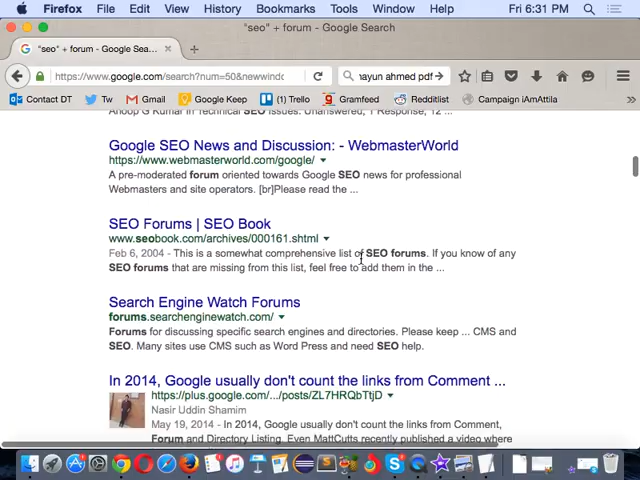 Firefox File Edit View History Bookmarks Tools Window Help Fri 6:31 PM
"seo" + forum - Google Search
"seo" + forum - Google Sea...
https://www.google.com/search?num=50&newwindo
hayun ahmed pdf
Contact DT Tw Gmail Google Keep (1) Trello Gramfeed Redditlist Campaign iAmAttila
Anoop G Kumar in Technical SEO Issues. Unanswered, 1 Response, 12 ...
Google SEO News and Discussion: - WebmasterWorld
https://www.webmasterworld.com/google/
A pre-moderated forum oriented towards Google SEO news for professional
Webmasters and site operators. [br]Please read the ...
SEO Forums | SEO Book
www.seobook.com/archives/000161.shtml
Feb 6, 2004 - This is a somewhat comprehensive list of SEO forums. If you know of any
SEO forums that are missing from this list, feel free to add them in the ...
Search Engine Watch Forums
forums.searchenginewatch.com/
Forums for discussing specific search engines and directories. Please keep ... CMS and
SEO. Many sites use CMS such as Word Press and need SEO help.
In 2014, Google usually don't count the links from Comment ...
https://plus.google.com/.../posts/ZL7HRQbTtjD
Nasir Uddin Shamim
May 19, 2014 - In 2014, Google usually don't count the links from Comment,
Forum and Directory Listing. Even MattCutts recently published a video where